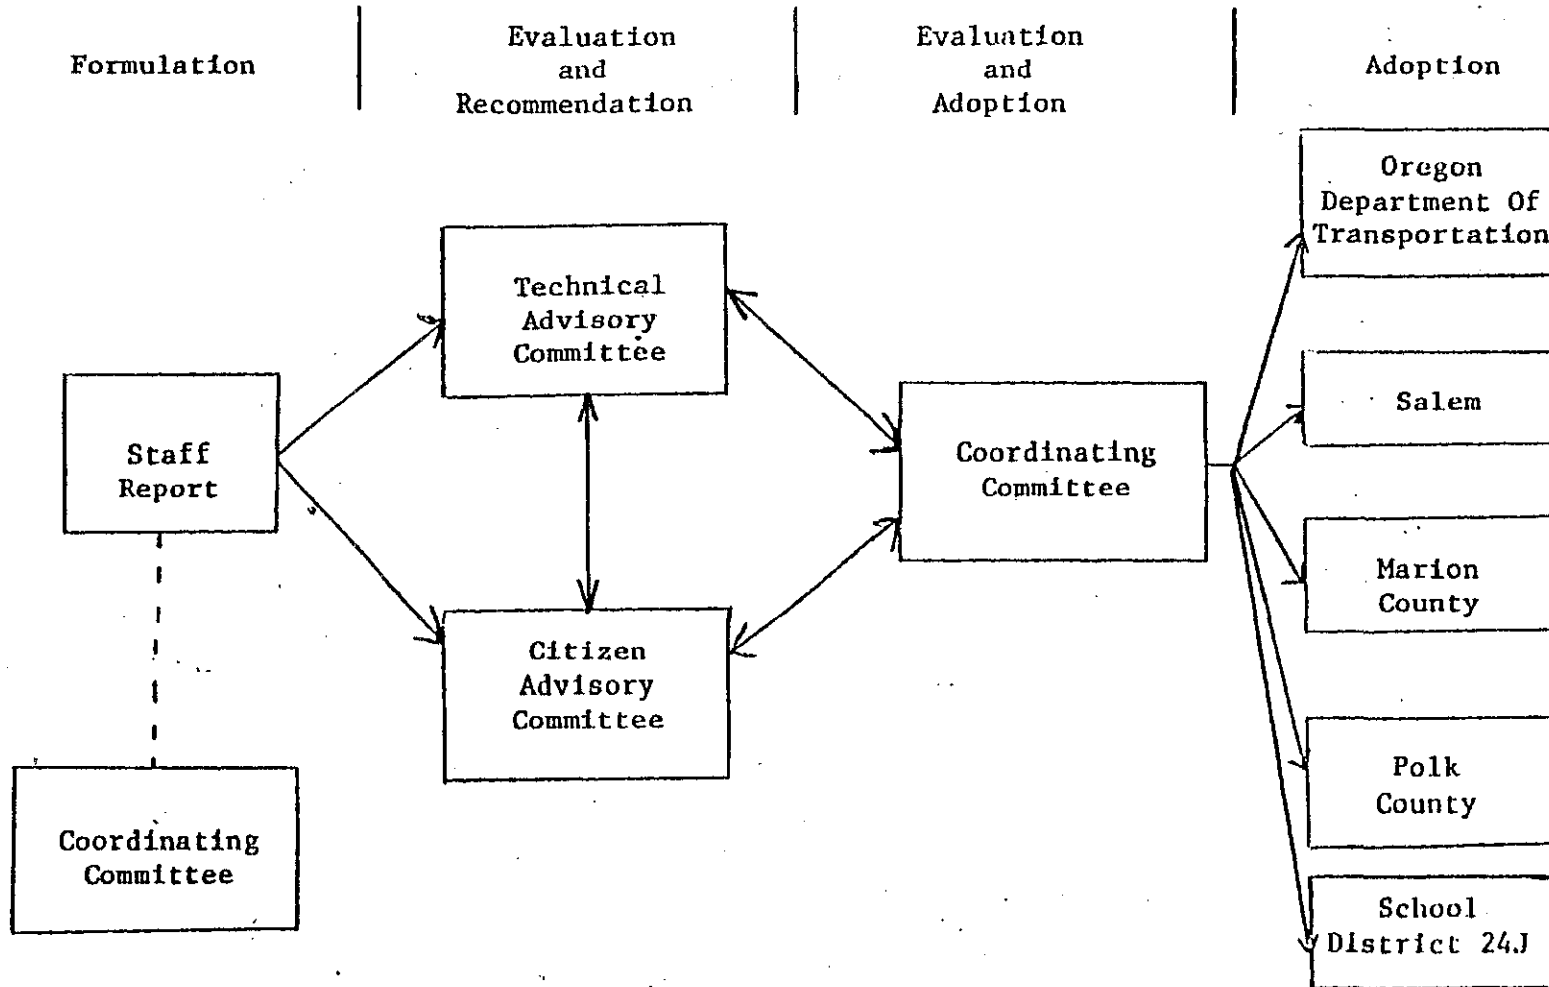 Formulation
Evaluation
and
Recommendation
Evaluation
and
Adoption
Adoption
Oregon
Department Of
Transportation
Technical
Advisory
Committee
Staff
Report
Salem
Coordinating
Committee
Marion
County
Citizen
Advisory
Committee
Polk
County
Coordinating
Committee
School
District 24J